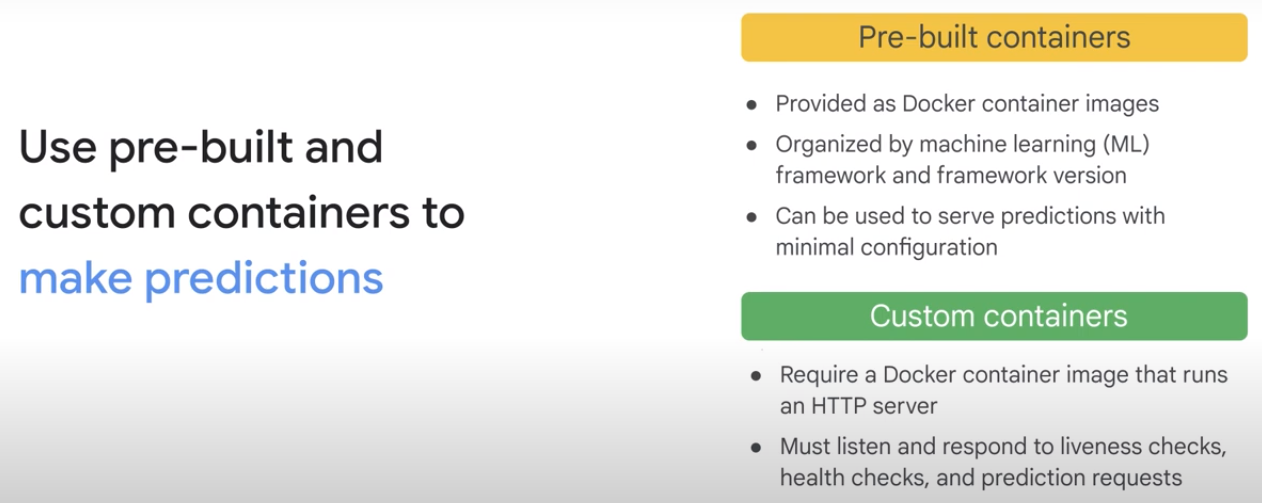 Use pre-built and
custom containers to
make predictions
Pre-built containers
● Provided as Docker container images
● Organized by machine learning (ML)
framework and framework version
● Can be used to serve predictions with
minimal configuration
Custom containers
● Require a Docker container image that runs
an HTTP server
● Must listen and respond to liveness checks,
health checks, and prediction requests